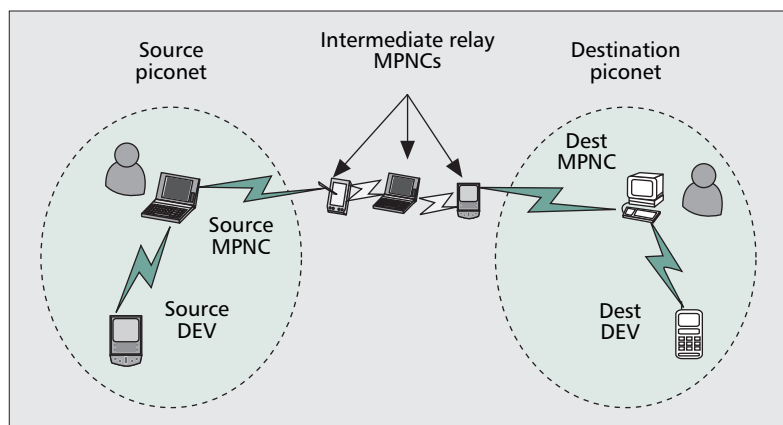 Source
piconet
Intermediate relay
MPNCs
Destination
piconet
Source
MPNC
Source
DEV
Dest
MPNC
Dest
DEV